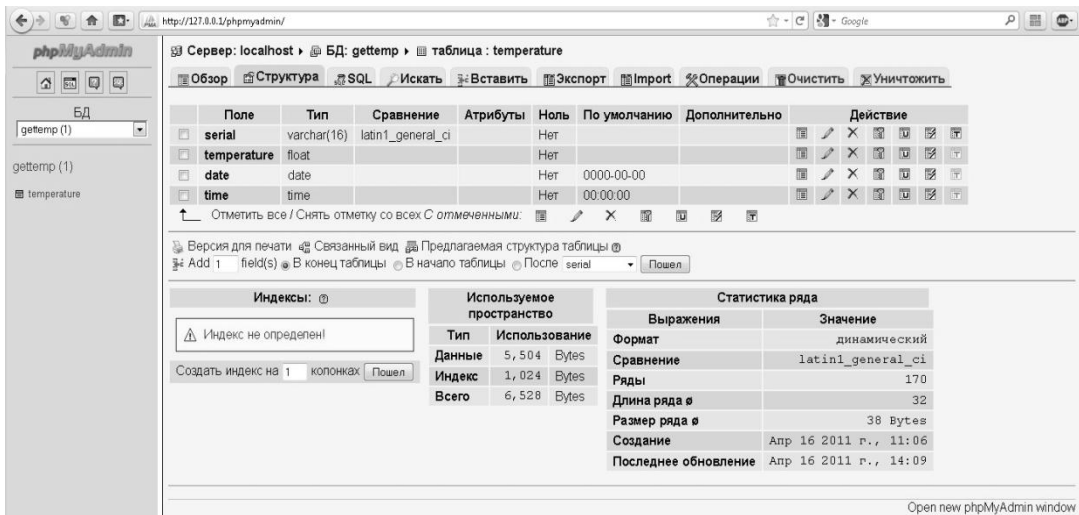 http://127.0.0.1/phpmyadmin/
Google
ABP
phpMyAdmin
БД
gettemp (1)
gettemp (1)
temperature
Сервер: localhost ▸ БД: gettemp ▸ таблица : temperature
Обзор Структура SQL Искать Вставить Экспорт Import Операции Очистить Уничтожить
Поле Тип Сравнение Атрибуты Ноль По умолчанию Дополнительно Действие
serial varchar(16) latin1_general_ci Нет
temperature float Нет
date date Нет 0000-00-00
time time Нет 00:00:00
Отметить все / Снять отметку со всех С отмеченными:
Версия для печати Связанный вид Предлагаемая структура таблицы
Add 1 field(s) В конец таблицы В начало таблицы После serial Пошел
Индексы:
Индекс не определен!
Создать индекс на 1 колонках Пошел
Используемое пространство
Тип Использование
Данные 5,504 Bytes
Индекс 1,024 Bytes
Всего 6,528 Bytes
Статистика ряда
Выражения Значение
Формат динамический
Сравнение latin1_general_ci
Ряды 170
Длина ряда ø 32
Размер ряда ø 38 Bytes
Создание Апр 16 2011 г., 11:06
Последнее обновление Апр 16 2011 г., 14:09
Open new phpMyAdmin window